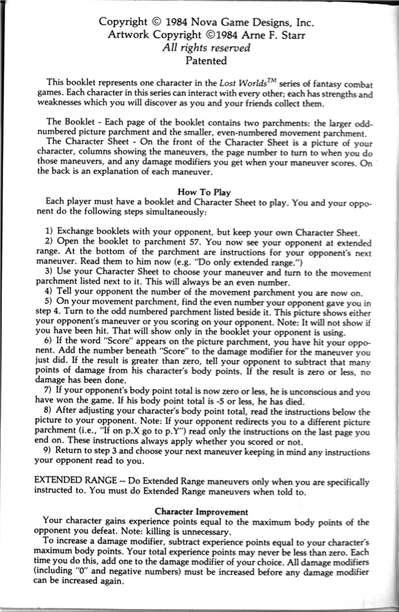 Copyright © 1984 Nova Game Designs, Inc.
Artwork Copyright ©1984 Arne F. Starr
All rights reserved
Patented
This booklet represents one character in the Lost Worlds™ series of fantasy combat
games. Each character in this series can interact with every other; each has strengths and
weaknesses which you will discover as you and your friends collect them.
The Booklet - Each page of the booklet contains two parchments: the larger odd-
numbered picture parchment and the smaller, even-numbered movement parchment.
The Character Sheet - On the front of the Character Sheet is a picture of your
character, columns showing the maneuvers, the page number to turn to when you do
those maneuvers, and any damage modifiers you get when your maneuver scores. On
the back is an explanation of each maneuver.
How To Play
Each player must have a booklet and Character Sheet to play. You and your oppo-
nent do the following steps simultaneously:
1) Exchange booklets with your opponent, but keep your own Character Sheet.
2) Open the booklet to parchment 57. You now see your opponent at extended
range. At the bottom of the parchment are instructions for your opponent's next
maneuver. Read them to him now (e.g. "Do only extended range.")
3) Use your Character Sheet to choose your maneuver and turn to the movement
parchment listed next to it. This will always be an even number.
4) Tell your opponent the number of the movement parchment you are now on.
5) On your movement parchment, find the even number your opponent gave you in
step 4. Turn to the odd numbered parchment listed beside it. This picture shows either
your opponent's maneuver or you scoring on your opponent. Note: It will not show if
you have been hit. That will show only in the booklet your opponent is using.
6) If the word "Score" appears on the picture parchment, you have hit your oppo-
nent. Add the number beneath "Score" to the damage modifier for the maneuver you
just did. If the result is greater than zero, tell your opponent to subtract that many
points of damage from his character's body points. If the result is zero or less, no
damage has been done.
7) If your opponent's body point total is now zero or less, he is unconscious and you
have won the game. If his body point total is -5 or less, he has died.
8) After adjusting your character's body point total, read the instructions below the
picture to your opponent. Note: If your opponent redirects you to a different picture
parchment (i.e., "If on p.X go to p.Y") read only the instructions on the last page you
end on. These instructions always apply whether you scored or not.
9) Return to step 3 and choose your next maneuver keeping in mind any instructions
your opponent read to you.
EXTENDED RANGE -- Do Extended Range maneuvers only when you are specifically
instructed to. You must do Extended Range maneuvers when told to.
Character Improvement
Your character gains experience points equal to the maximum body points of the
opponent you defeat. Note: killing is unnecessary.
To increase a damage modifier, subtract experience points equal to your character's
maximum body points. Your total experience points may never be less than zero. Each
time you do this, add one to the damage modifier of your choice. All damage modifiers
(including "0" and negative numbers) must be increased before any damage modifier
can be increased again.